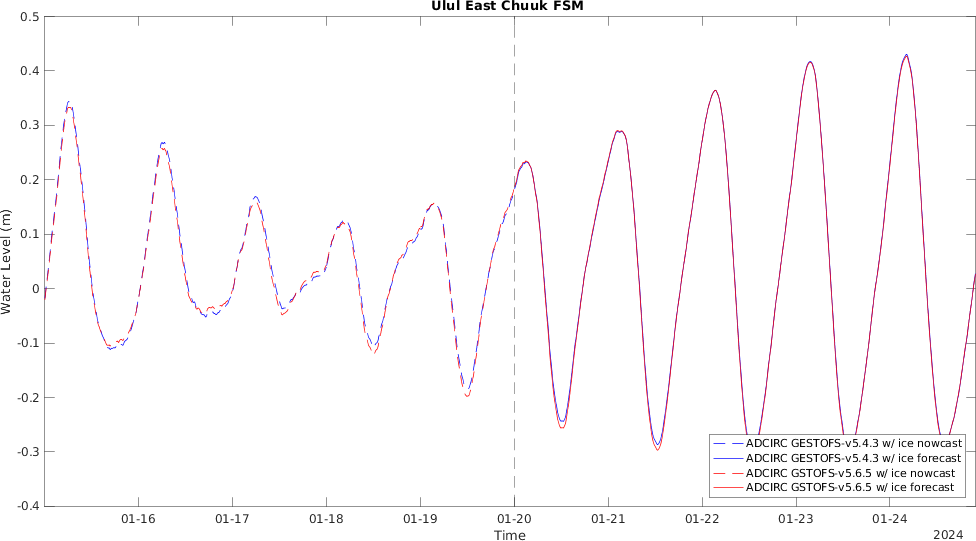 Ulul East Chuuk FSM
0.5
0.4
0.3
0.2
0.1
0
-0.1
-0.2
-0.3
-0.4
Water Level (m)
ADCIRC GESTOFS-v5.4.3 w/ ice nowcast
ADCIRC GESTOFS-v5.4.3 w/ ice forecast
ADCIRC GSTOFS-v5.6.5 w/ ice nowcast
ADCIRC GSTOFS-v5.6.5 w/ ice forecast
01-16 01-17 01-18 01-19 01-20 01-21 01-22 01-23 01-24
Time
2024